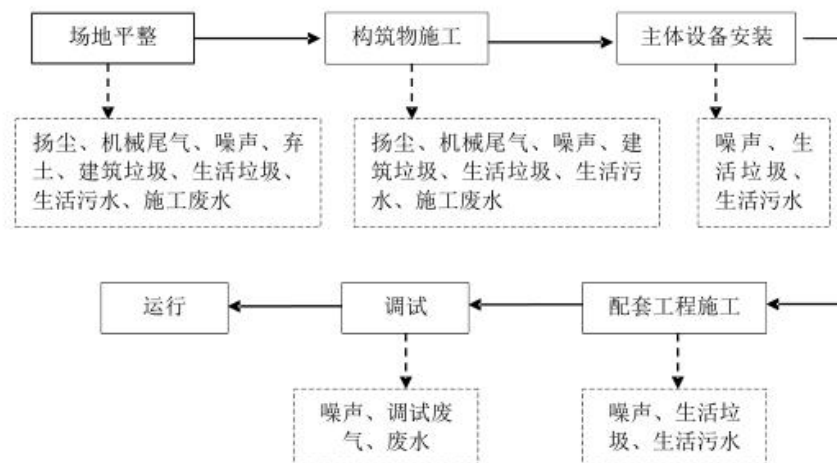 场地平整
构筑物施工
主体设备安装
扬尘、机械尾气、噪声、弃
土、建筑垃圾、生活垃圾、
生活污水、施工废水
扬尘、机械尾气、噪声、建
筑垃圾、生活垃圾、生活污
水、施工废水
噪声、生
活垃圾、
生活污水
运行
调试
配套工程施工
噪声、调试废
气、废水
噪声、生活垃
圾、生活污水